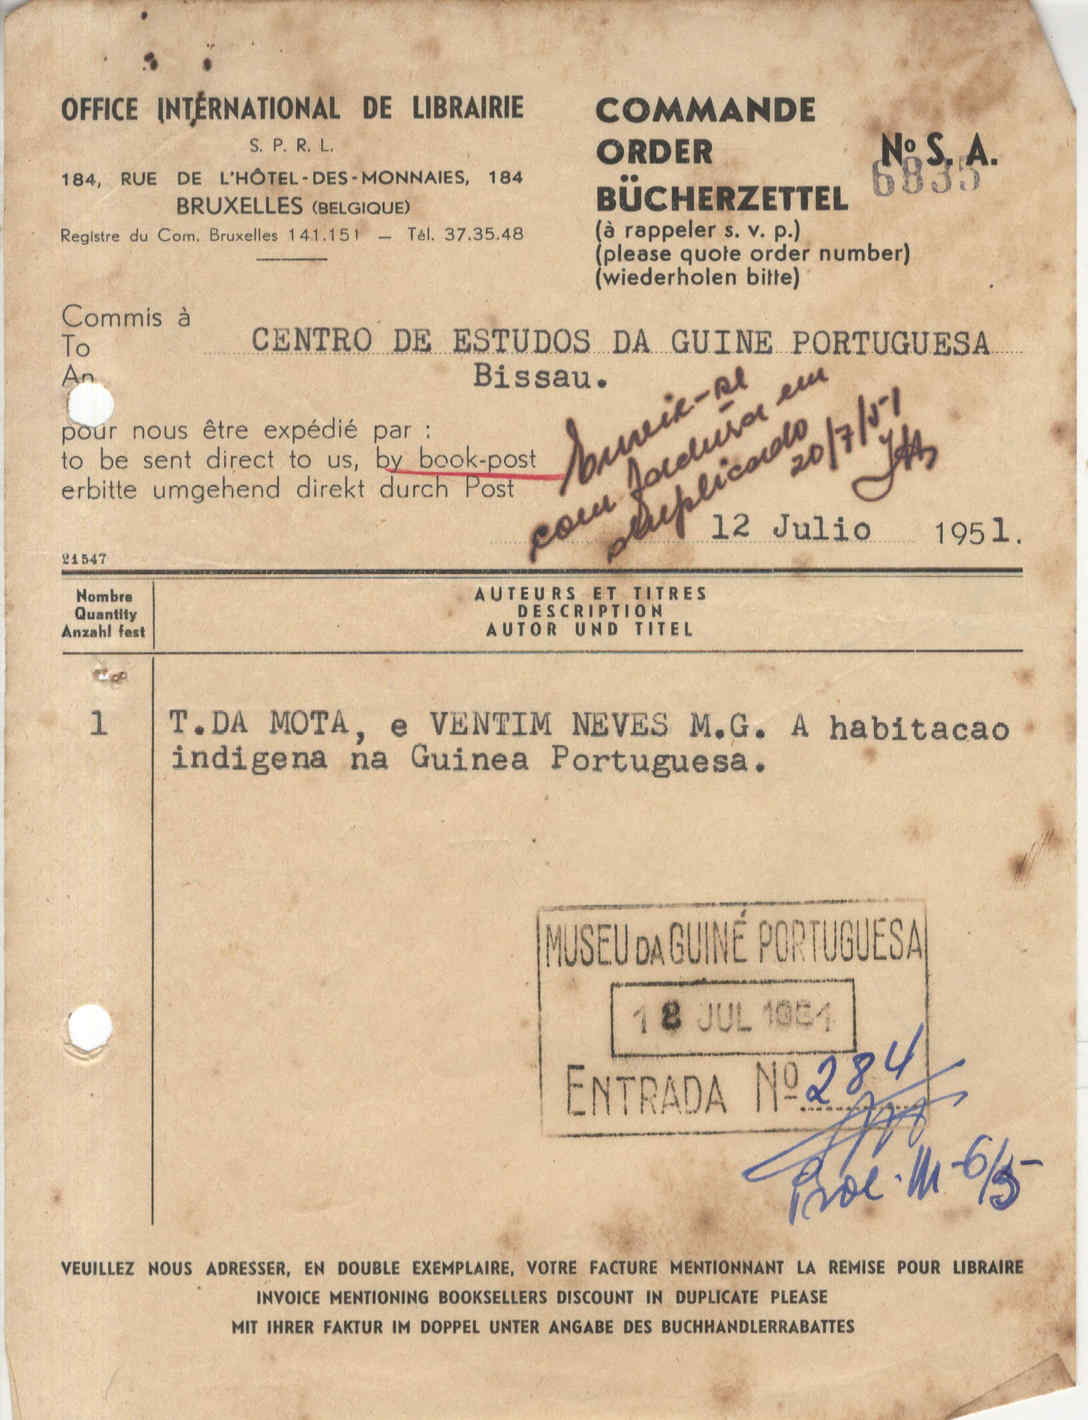 OFFICE INTERNATIONAL DE LIBRAIRIE
S. P. R. L.
184, RUE DE L'HÔTEL-DES-MONNAIES, 184
BRUXELLES (BELGIQUE)
Registre du Com. Bruxelles 141.151 — Tél. 37.35.48
COMMANDE
ORDER
BÜCHERZETTEL
Nº S. A.
6835
(à rappeler s. v. p.)
(please quote order number)
(wiederholen bitte)
Commis à
To
An
CENTRO DE ESTUDOS DA GUINE PORTUGUESA
Bissau.
pour nous être expédié par :
to be sent direct to us, by book-post
erbitte umgehend direkt durch Post
Envie-se
com factura em
duplicado
20/7/51
12 Julio 1951.
21547
Nombre
Quantity
Anzahl fest
AUTEURS ET TITRES
DESCRIPTION
AUTOR UND TITEL
1 T.DA MOTA, e VENTIM NEVES M.G. A habitacao
indigena na Guinea Portuguesa.
MUSEU DA GUINÉ PORTUGUESA
18 JUL 1951
ENTRADA Nº 284
Proc. M-6/5
VEUILLEZ NOUS ADRESSER, EN DOUBLE EXEMPLAIRE, VOTRE FACTURE MENTIONNANT LA REMISE POUR LIBRAIRE
INVOICE MENTIONING BOOKSELLERS DISCOUNT IN DUPLICATE PLEASE
MIT IHRER FAKTUR IM DOPPEL UNTER ANGABE DES BUCHHANDLERRABATTES